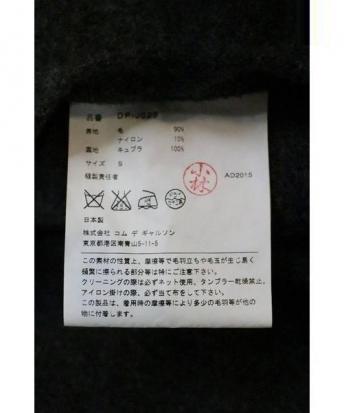 品番 DP-J029
表地 毛 90%
ナイロン 10%
裏地 キュプラ 100%
サイズ S
縫製責任者 小林 AD2015
日本製
株式会社 コム デ ギャルソン
東京都港区南青山5-11-5
この素材の性質上、摩擦等で毛羽立ちや毛玉が生じ易く
頻繁に擦られる部分等は特にご注意下さい。
クリーニングの際は必ずネット使用、タンブラー乾燥禁止。
アイロン掛けの際、必ず当て布をして下さい。
この製品は、着用時の摩擦等により多少の毛羽等が他の
物に付着します。